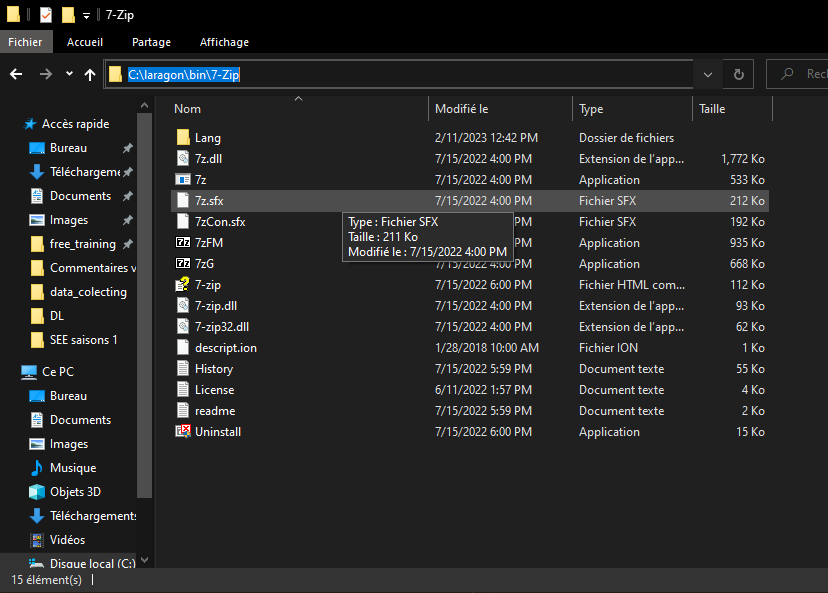 7-Zip
Fichier Accueil Partage Affichage
C:\laragon\bin\7-Zip
Rec
Nom Modifié le Type Taille
Accès rapide
Bureau
Téléchargeme
Documents
Images
free_training
Commentaires v
data_colecting
DL
SEE saisons 1
Ce PC
Bureau
Documents
Images
Musique
Objets 3D
Téléchargements
Vidéos
Disque local (C:)
Lang 2/11/2023 12:42 PM Dossier de fichiers
7z.dll 7/15/2022 4:00 PM Extension de l'app... 1,772 Ko
7z 7/15/2022 4:00 PM Application 533 Ko
7z.sfx 7/15/2022 4:00 PM Fichier SFX 212 Ko
7zCon.sfx PM Fichier SFX 192 Ko
7zFM PM Application 935 Ko
7zG 7/15/2022 4:00 PM Application 668 Ko
7-zip 7/15/2022 6:00 PM Fichier HTML com... 112 Ko
7-zip.dll 7/15/2022 4:00 PM Extension de l'app... 93 Ko
7-zip32.dll 7/15/2022 4:00 PM Extension de l'app... 62 Ko
descript.ion 1/28/2018 10:00 AM Fichier ION 1 Ko
History 7/15/2022 5:59 PM Document texte 55 Ko
License 6/11/2022 1:57 PM Document texte 4 Ko
readme 7/15/2022 5:59 PM Document texte 2 Ko
Uninstall 7/15/2022 6:00 PM Application 15 Ko
Type : Fichier SFX
Taille : 211 Ko
Modifié le : 7/15/2022 4:00 PM
15 élément(s)